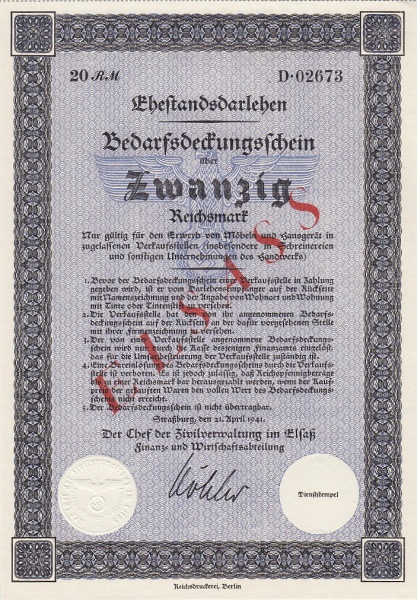 20 RM D·02673
Ehestandsdarlehen
Bedarfsdeckungsschein
über
Zwanzig
Reichsmark
Nur gültig für den Erwerb von Möbeln und Hausgerät in
zugelassenen Verkaufsstellen (insbesondere in Schreinereien
und sonstigen Unternehmungen des Handwerks)
1. Bevor der Bedarfsdeckungsschein einer Verkaufsstelle in Zahlung
gegeben wird, ist er vom Darlehensempfänger auf der Rückseite
mit Namenszeichnung und der Angabe von Wohnort und Wohnung
mit Tinte oder Tintenstift zu versehen.
2. Die Verkaufsstelle hat den von ihr angenommenen Bedarfs-
deckungsschein auf der Rückseite an der dafür vorgesehenen Stelle
mit ihrer Firmenzeichnung zu versehen.
3. Der von einer Verkaufsstelle angenommene Bedarfsdeckungs-
schein wird nur durch die Kasse desjenigen Finanzamts eingelöst,
das für die Umsatzbesteuerung der Verkaufsstelle zuständig ist.
4. Eine Bareinlösung des Bedarfsdeckungsscheins durch die Verkaufs-
stelle ist verboten. Es ist jedoch zulässig, daß Reichspfennigbeträge
unter einer Reichsmark bar herausgezahlt werden, wenn der Kauf-
preis der gekauften Waren den vollen Wert des Bedarfsdeckungs-
scheins nicht erreicht.
5. Der Bedarfsdeckungsschein ist nicht übertragbar.
Straßburg, den 21. April 1941.
Der Chef der Zivilverwaltung im Elsaß
Finanz- und Wirtschaftsabteilung
Köhler
Dienststempel
Reichsdruckerei, Berlin
ELSASS